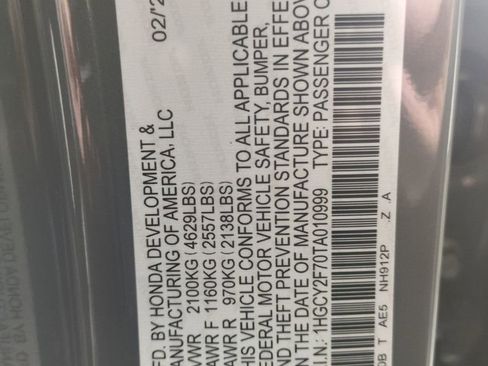 MFD. BY HONDA DEVELOPMENT & 02/'2
MANUFACTURING OF AMERICA, LLC
GVWR 2100KG (4629LBS)
GAWR F 1160KG (2557LBS)
GAWR R 970KG (2138LBS)
THIS VEHICLE CONFORMS TO ALL APPLICABLE
FEDERAL MOTOR VEHICLE SAFETY, BUMPER,
AND THEFT PREVENTION STANDARDS IN EFFE
ON THE DATE OF MANUFACTURE SHOWN ABOV
V.I.N.: 1HGCY2F70TA010999 TYPE: PASSENGER C
0B T AE5 NH912P Z .A